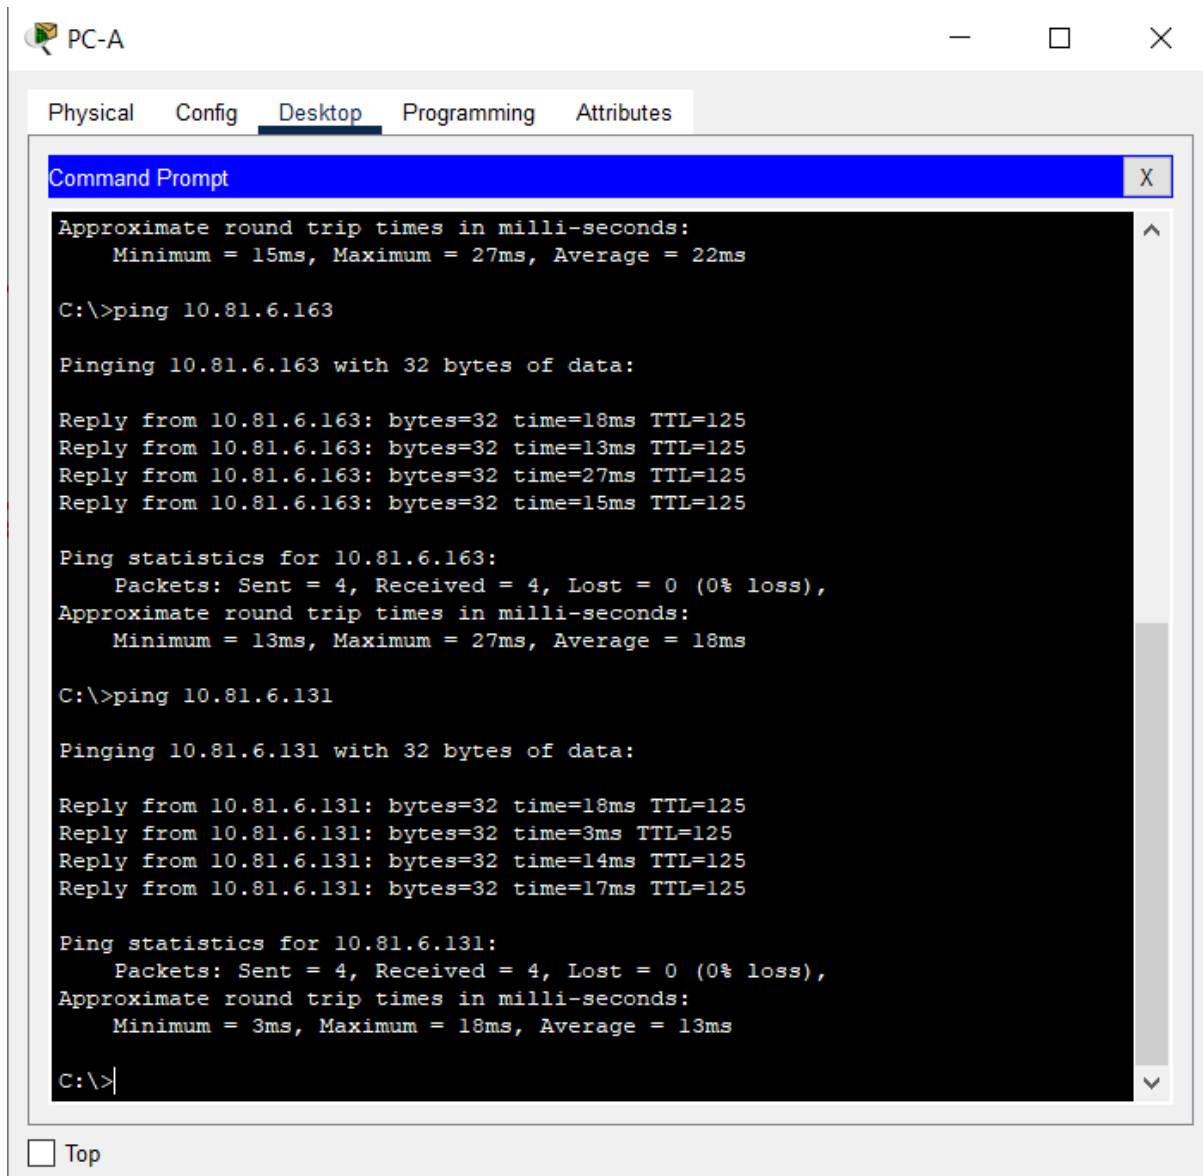 PC-A
Physical Config Desktop Programming Attributes
Command Prompt X
Approximate round trip times in milli-seconds:
    Minimum = 15ms, Maximum = 27ms, Average = 22ms
C:\>ping 10.81.6.163
Pinging 10.81.6.163 with 32 bytes of data:
Reply from 10.81.6.163: bytes=32 time=18ms TTL=125
Reply from 10.81.6.163: bytes=32 time=13ms TTL=125
Reply from 10.81.6.163: bytes=32 time=27ms TTL=125
Reply from 10.81.6.163: bytes=32 time=15ms TTL=125
Ping statistics for 10.81.6.163:
    Packets: Sent = 4, Received = 4, Lost = 0 (0% loss),
Approximate round trip times in milli-seconds:
    Minimum = 13ms, Maximum = 27ms, Average = 18ms
C:\>ping 10.81.6.131
Pinging 10.81.6.131 with 32 bytes of data:
Reply from 10.81.6.131: bytes=32 time=18ms TTL=125
Reply from 10.81.6.131: bytes=32 time=3ms TTL=125
Reply from 10.81.6.131: bytes=32 time=14ms TTL=125
Reply from 10.81.6.131: bytes=32 time=17ms TTL=125
Ping statistics for 10.81.6.131:
    Packets: Sent = 4, Received = 4, Lost = 0 (0% loss),
Approximate round trip times in milli-seconds:
    Minimum = 3ms, Maximum = 18ms, Average = 13ms
C:\>
Top